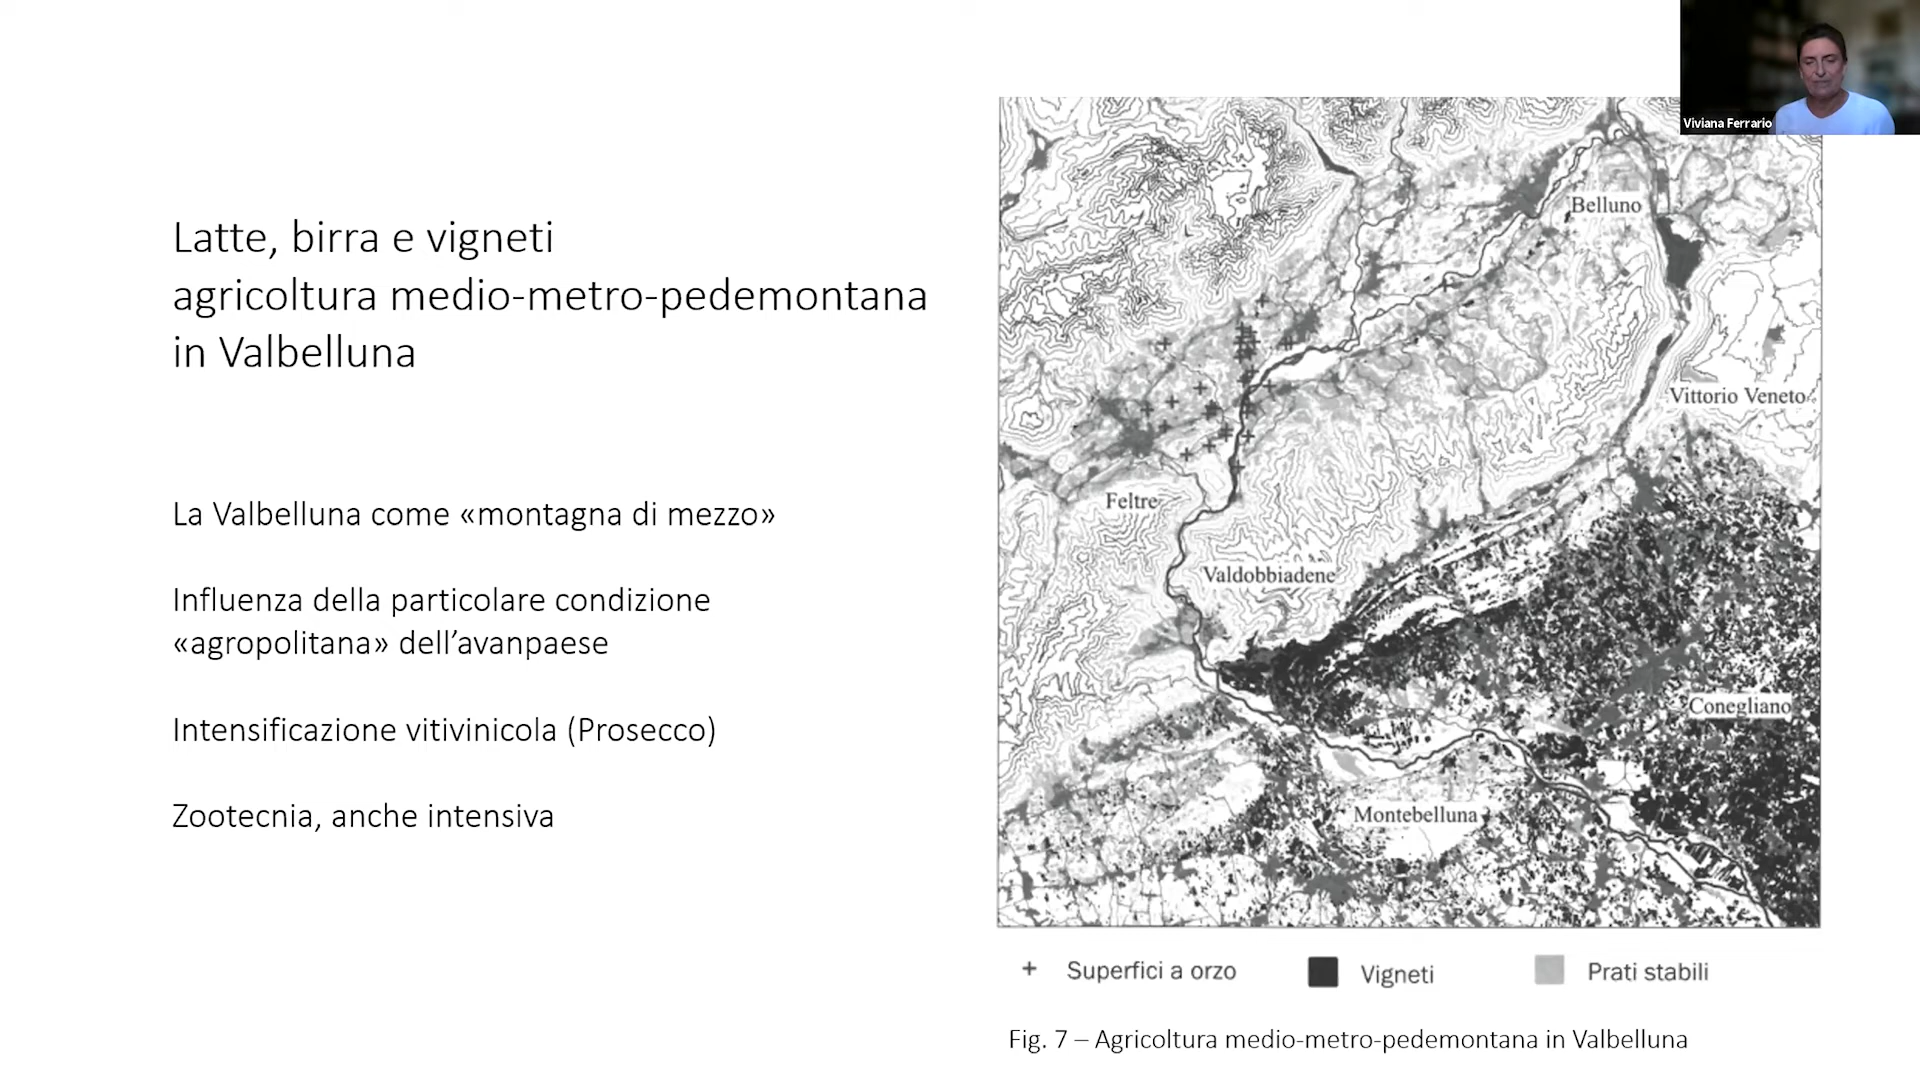 Viviana Ferrario
Latte, birra e vigneti
agricoltura medio-metro-pedemontana
in Valbelluna
La Valbelluna come «montagna di mezzo»
Influenza della particolare condizione
«agropolitana» dell’avanpaese
Intensificazione vitivinicola (Prosecco)
Zootecnia, anche intensiva
Belluno
Vittorio Veneto
Feltre
Valdobbiadene
Conegliano
Montebelluna
+ Superfici a orzo
Vigneti
Prati stabili
Fig. 7 – Agricoltura medio-metro-pedemontana in Valbelluna